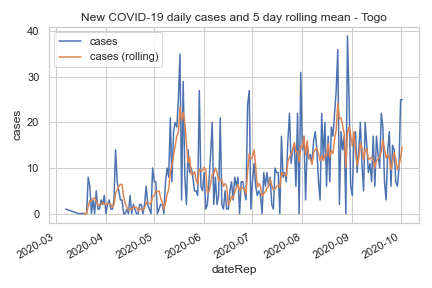 New COVID-19 daily cases and 5 day rolling mean - Togo
cases
cases (rolling)
40
30
20
10
0
cases
2020-03
2020-04
2020-05
2020-06
2020-07
2020-08
2020-09
2020-10
dateRep